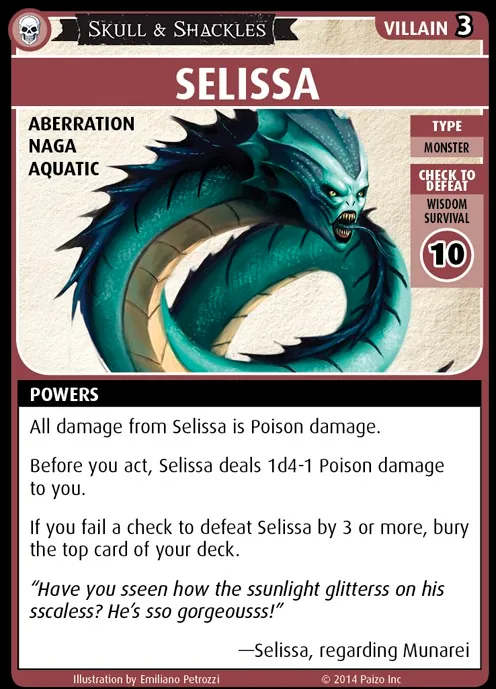 SKULL & SHACKLES
VILLAIN 3
SELISSA
ABERRATION
NAGA
AQUATIC
TYPE
MONSTER
CHECK TO
DEFEAT
WISDOM
SURVIVAL
10
POWERS
All damage from Selissa is Poison damage.
Before you act, Selissa deals 1d4-1 Poison damage
to you.
If you fail a check to defeat Selissa by 3 or more, bury
the top card of your deck.
“Have you sseen how the ssunlight glitterss on his
sscaless? He’s sso gorgeousss!”
—Selissa, regarding Munarei
Illustration by Emiliano Petrozzi
© 2014 Paizo Inc